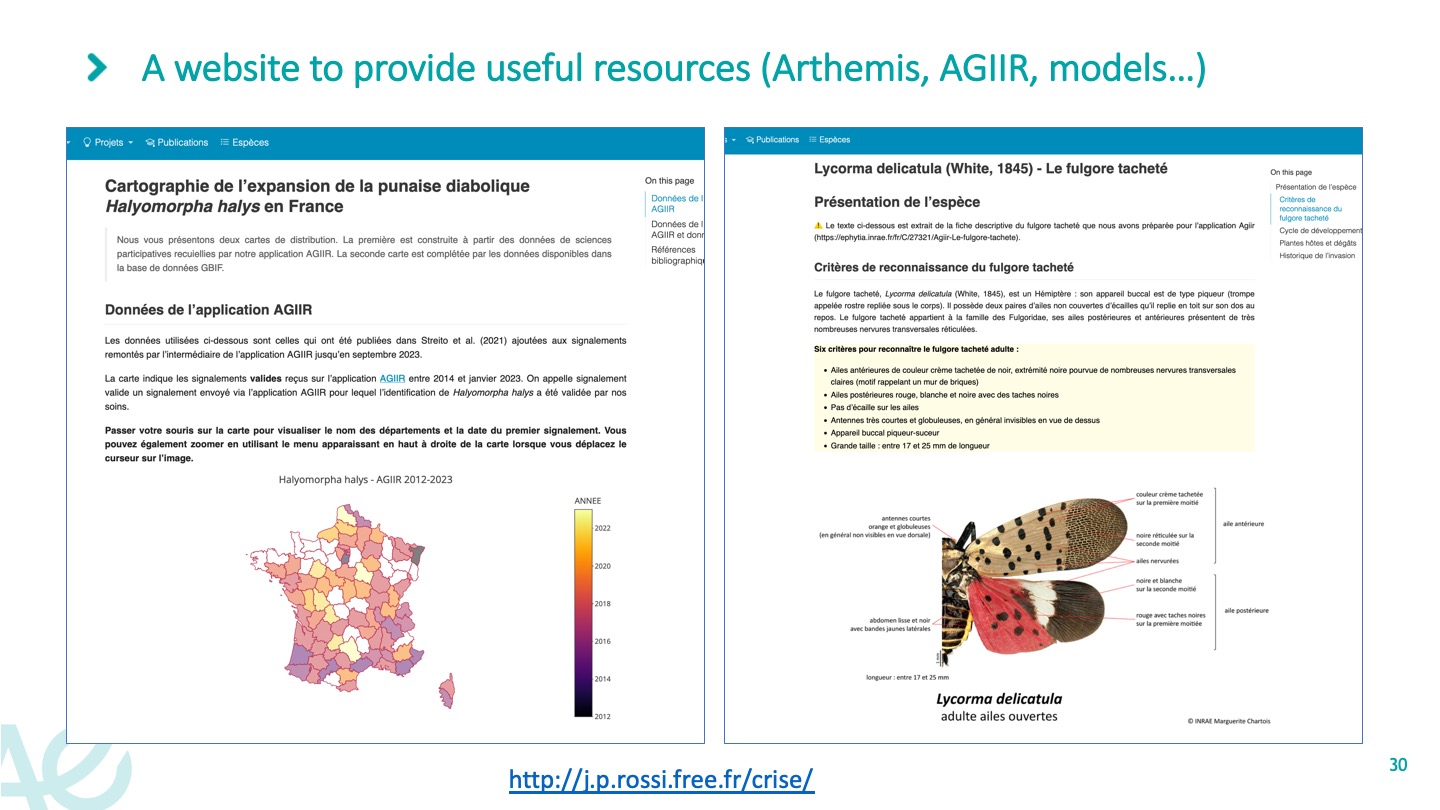 A website to provide useful resources (Arthemis, AGIIR, models…)
Projets
Publications
Espèces
Cartographie de l'expansion de la punaise diabolique
Halyomorpha halys en France
Nous vous présentons deux cartes de distribution. La première est construite à partir des données de sciences
participatives recuiellies par notre application AGIIR. La seconde carte est complétée par les données disponibles dans
la base de données GBIF.
Données de l'application AGIIR
Les données utilisées ci-dessous sont celles qui ont été publiées dans Streito et al. (2021) ajoutées aux signalements
remontés par l'intermédiaire de l'application AGIIR jusqu'en septembre 2023.
La carte indique les signalements valides reçus sur l'application AGIIR entre 2014 et janvier 2023. On appelle signalement
valide un signalement envoyé via l'application AGIIR pour lequel l'identification de Halyomorpha halys a été validée par nos
soins.
Passer votre souris sur la carte pour visualiser le nom des départements et la date du premier signalement. Vous
pouvez également zoomer en utilisant le menu apparaissant en haut à droite de la carte lorsque vous déplacez le
curseur sur l'image.
Halyomorpha halys - AGIIR 2012-2023
ANNEE
2022
2020
2018
2016
2014
2012
On this page
Données de l
AGIIR
Données de l
AGIIR et donr
Références
bibliographiq
s
Publications
Espèces
Lycorma delicatula (White, 1845) - Le fulgore tacheté
Présentation de l'espèce
⚠️ Le texte ci-dessous est extrait de la fiche descriptive du fulgore tacheté que nous avons préparée pour l'application Agiir
(https://ephytia.inrae.fr/fr/C/27321/Agiir-Le-fulgore-tachete).
Critères de reconnaissance du fulgore tacheté
Le fulgore tacheté, Lycorma delicatula (White, 1845), est un Hémiptère : son appareil buccal est de type piqueur (trompe
appelée rostre repliée sous le corps). Il possède deux paires d'ailes non couvertes d'écailles qu'il replie en toit sur son dos au
repos. Le fulgore tacheté appartient à la famille des Fulgoridae, ses ailes postérieures et antérieures présentent de très
nombreuses nervures transversales réticulées.
Six critères pour reconnaître le fulgore tacheté adulte :
• Ailes antérieures de couleur crème tachetée de noir, extrémité noire pourvue de nombreuses nervures transversales
claires (motif rappelant un mur de briques)
• Ailes postérieures rouge, blanche et noire avec des taches noires
• Pas d'écaille sur les ailes
• Antennes très courtes et globuleuses, en général invisibles en vue de dessus
• Appareil buccal piqueur-suceur
• Grande taille : entre 17 et 25 mm de longueur
On this page
Présentation de l'espèce
Critères de
reconnaissance du
fulgore tacheté
Cycle de développement
Plantes hôtes et dégâts
Historique de l'invasion
antennes courtes
orange et globuleuses
(en général non visibles en vue dorsale)
abdomen lisse et noir
avec bandes jaunes latérales
longueur : entre 17 et 25 mm
couleur crème tachetée
sur la première moitié
noire réticulée sur la
seconde moitié
ailes nervurées
noire et blanche
sur la seconde moitié
rouge avec taches noires
sur la première moitiée
aile antérieure
aile postérieure
Lycorma delicatula
adulte ailes ouvertes
© INRAE Marguerite Chartois
http://j.p.rossi.free.fr/crise/
30